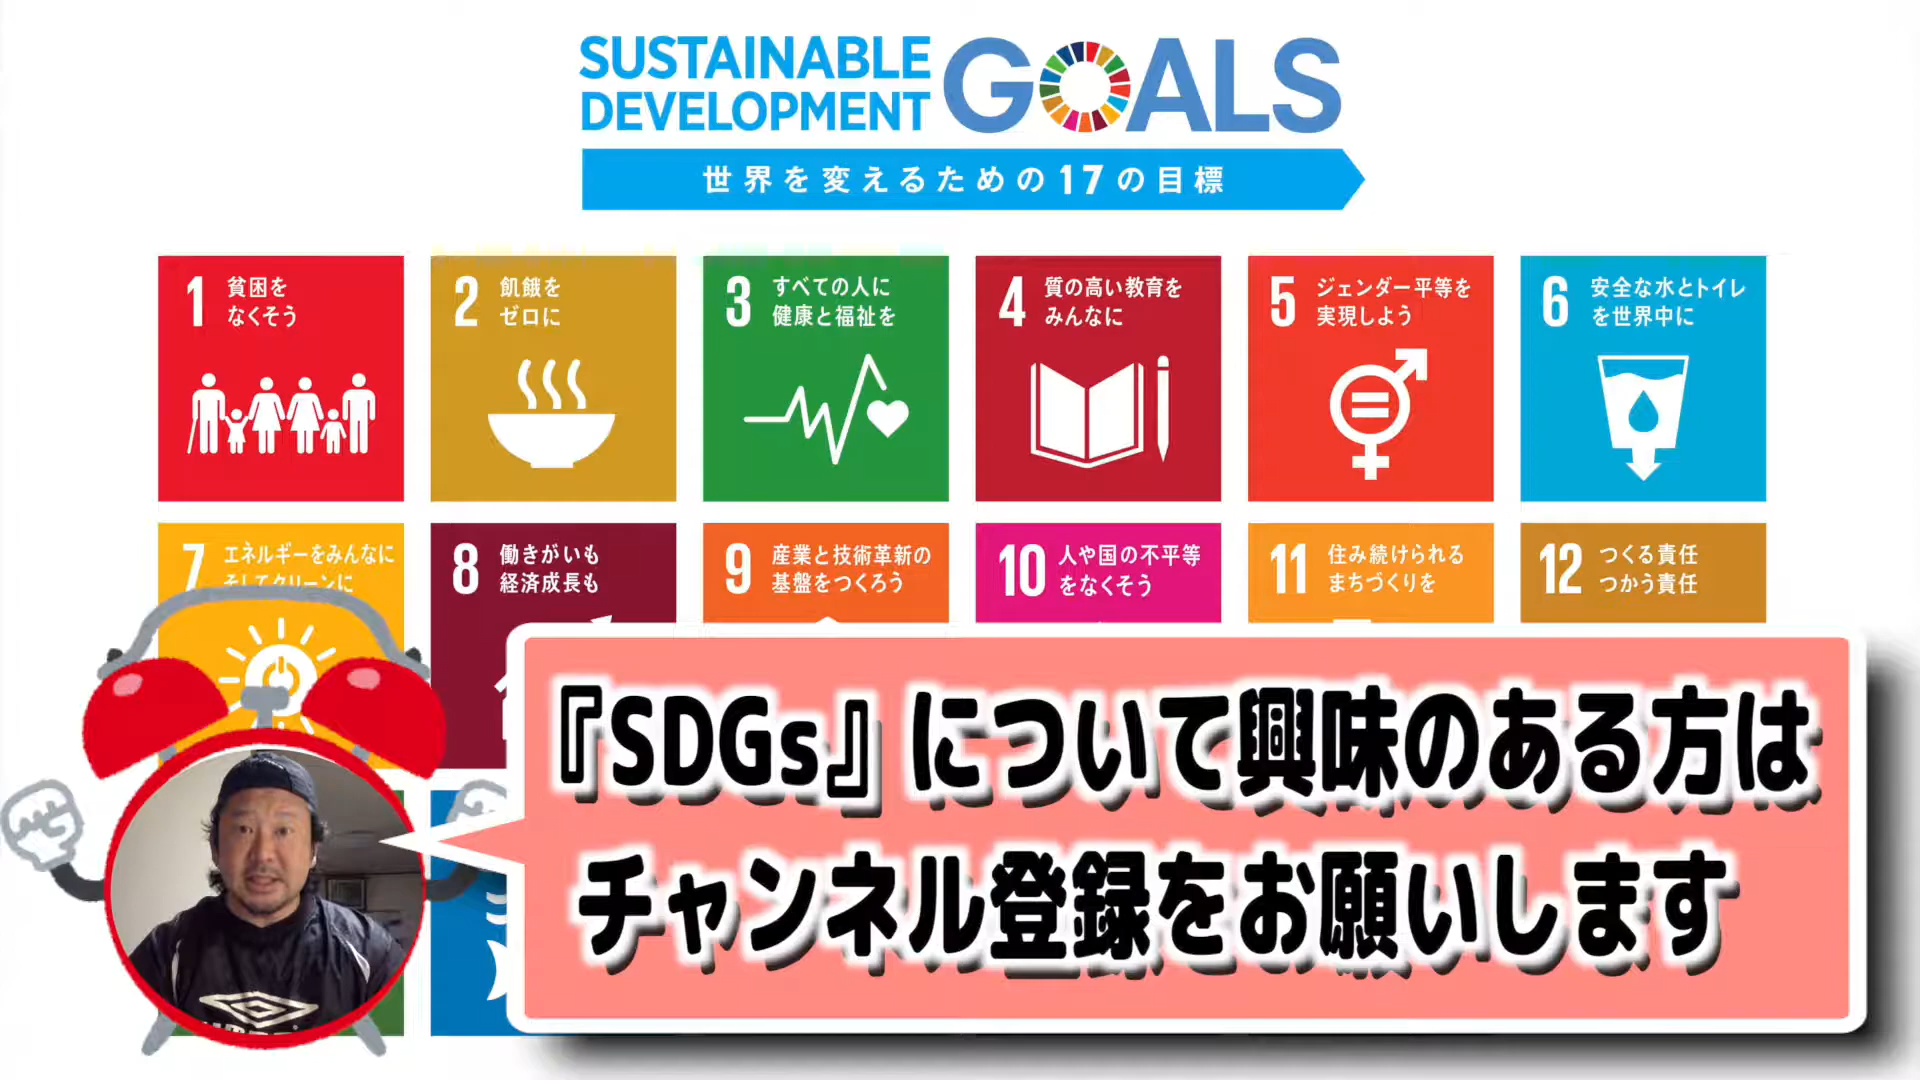 SUSTAINABLE
DEVELOPMENT
GOALS
世界を変えるための17の目標
1 貧困を
なくそう
2 飢餓を
ゼロに
3 すべての人に
健康と福祉を
4 質の高い教育を
みんなに
5 ジェンダー平等を
実現しよう
6 安全な水とトイレ
を世界中に
7 エネルギーをみんなに
そしてクリーンに
8 働きがいも
経済成長も
9 産業と技術革新の
基盤をつくろう
10 人や国の不平等
をなくそう
11 住み続けられる
まちづくりを
12 つくる責任
つかう責任
『SDGs』について興味のある方は
チャンネル登録をお願いします